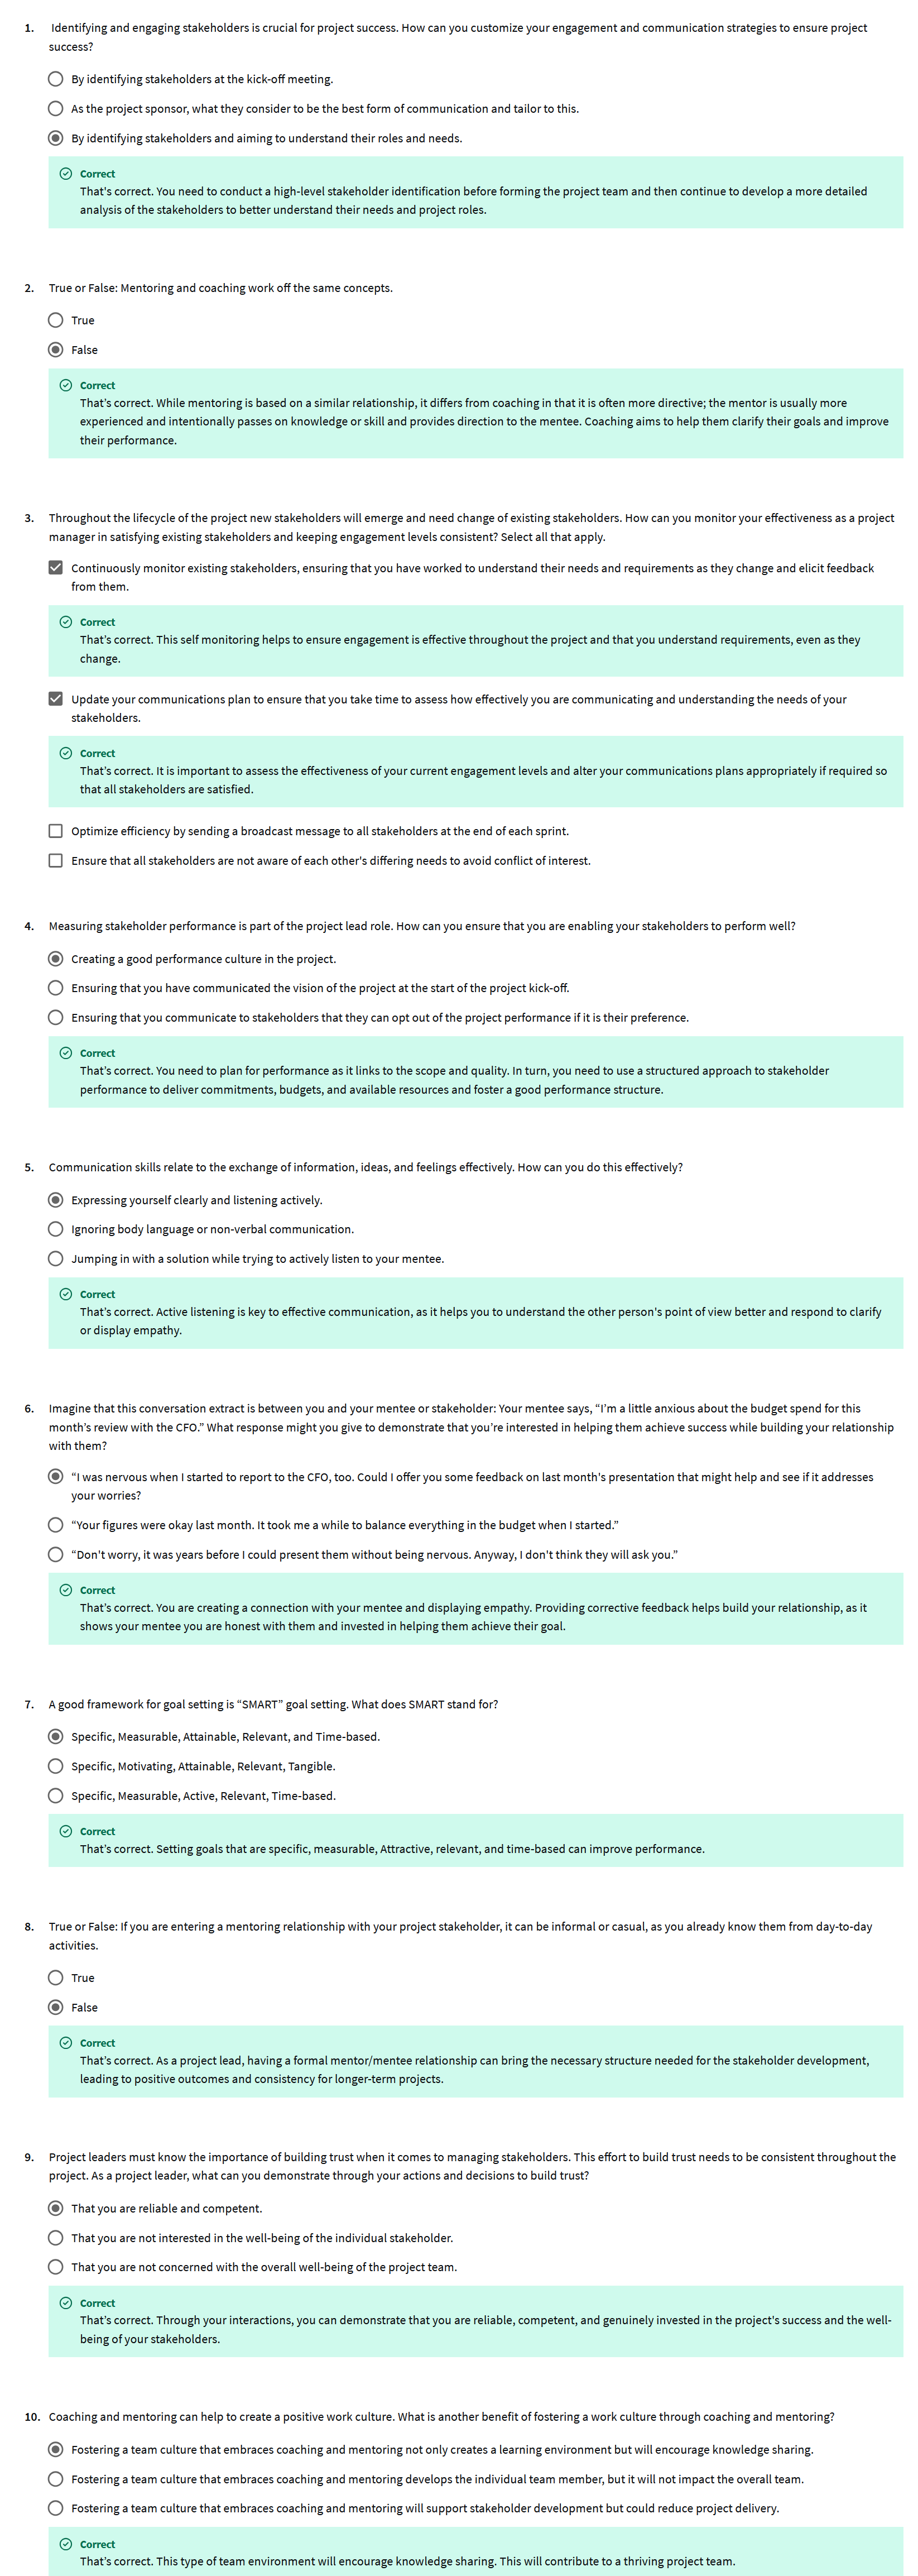 1. Identifying and engaging stakeholders is crucial for project success. How can you customize your engagement and communication strategies to ensure project
success?
By identifying stakeholders at the kick-off meeting.
As the project sponsor, what they consider to be the best form of communication and tailor to this.
By identifying stakeholders and aiming to understand their roles and needs.
Correct
That's correct. You need to conduct a high-level stakeholder identification before forming the project team and then continue to develop a more detailed
analysis of the stakeholders to better understand their needs and project roles.
2. True or False: Mentoring and coaching work off the same concepts.
True
False
Correct
That’s correct. While mentoring is based on a similar relationship, it differs from coaching in that it is often more directive; the mentor is usually more
experienced and intentionally passes on knowledge or skill and provides direction to the mentee. Coaching aims to help them clarify their goals and improve
their performance.
3. Throughout the lifecycle of the project new stakeholders will emerge and need change of existing stakeholders. How can you monitor your effectiveness as a project
manager in satisfying existing stakeholders and keeping engagement levels consistent? Select all that apply.
Continuously monitor existing stakeholders, ensuring that you have worked to understand their needs and requirements as they change and elicit feedback
from them.
Correct
That’s correct. This self monitoring helps to ensure engagement is effective throughout the project and that you understand requirements, even as they
change.
Update your communications plan to ensure that you take time to assess how effectively you are communicating and understanding the needs of your
stakeholders.
Correct
That’s correct. It is important to assess the effectiveness of your current engagement levels and alter your communications plans appropriately if required so
that all stakeholders are satisfied.
Optimize efficiency by sending a broadcast message to all stakeholders at the end of each sprint.
Ensure that all stakeholders are not aware of each other's differing needs to avoid conflict of interest.
4. Measuring stakeholder performance is part of the project lead role. How can you ensure that you are enabling your stakeholders to perform well?
Creating a good performance culture in the project.
Ensuring that you have communicated the vision of the project at the start of the project kick-off.
Ensuring that you communicate to stakeholders that they can opt out of the project performance if it is their preference.
Correct
That’s correct. You need to plan for performance as it links to the scope and quality. In turn, you need to use a structured approach to stakeholder
performance to deliver commitments, budgets, and available resources and foster a good performance structure.
5. Communication skills relate to the exchange of information, ideas, and feelings effectively. How can you do this effectively?
Expressing yourself clearly and listening actively.
Ignoring body language or non-verbal communication.
Jumping in with a solution while trying to actively listen to your mentee.
Correct
That’s correct. Active listening is key to effective communication, as it helps you to understand the other person's point of view better and respond to clarify
or display empathy.
6. Imagine that this conversation extract is between you and your mentee or stakeholder: Your mentee says, “I’m a little anxious about the budget spend for this
month’s review with the CFO.” What response might you give to demonstrate that you’re interested in helping them achieve success while building your relationship
with them?
“I was nervous when I started to report to the CFO, too. Could I offer you some feedback on last month's presentation that might help and see if it addresses
your worries?
“Your figures were okay last month. It took me a while to balance everything in the budget when I started.”
“Don't worry, it was years before I could present them without being nervous. Anyway, I don't think they will ask you.”
Correct
That’s correct. You are creating a connection with your mentee and displaying empathy. Providing corrective feedback helps build your relationship, as it
shows your mentee you are honest with them and invested in helping them achieve their goal.
7. A good framework for goal setting is “SMART” goal setting. What does SMART stand for?
Specific, Measurable, Attainable, Relevant, and Time-based.
Specific, Motivating, Attainable, Relevant, Tangible.
Specific, Measurable, Active, Relevant, Time-based.
Correct
That’s correct. Setting goals that are specific, measurable, Attractive, relevant, and time-based can improve performance.
8. True or False: If you are entering a mentoring relationship with your project stakeholder, it can be informal or casual, as you already know them from day-to-day
activities.
True
False
Correct
That’s correct. As a project lead, having a formal mentor/mentee relationship can bring the necessary structure needed for the stakeholder development,
leading to positive outcomes and consistency for longer-term projects.
9. Project leaders must know the importance of building trust when it comes to managing stakeholders. This effort to build trust needs to be consistent throughout the
project. As a project leader, what can you demonstrate through your actions and decisions to build trust?
That you are reliable and competent.
That you are not interested in the well-being of the individual stakeholder.
That you are not concerned with the overall well-being of the project team.
Correct
That’s correct. Through your interactions, you can demonstrate that you are reliable, competent, and genuinely invested in the project's success and the well-
being of your stakeholders.
10. Coaching and mentoring can help to create a positive work culture. What is another benefit of fostering a work culture through coaching and mentoring?
Fostering a team culture that embraces coaching and mentoring not only creates a learning environment but will encourage knowledge sharing.
Fostering a team culture that embraces coaching and mentoring develops the individual team member, but it will not impact the overall team.
Fostering a team culture that embraces coaching and mentoring will support stakeholder development but could reduce project delivery.
Correct
That’s correct. This type of team environment will encourage knowledge sharing. This will contribute to a thriving project team.